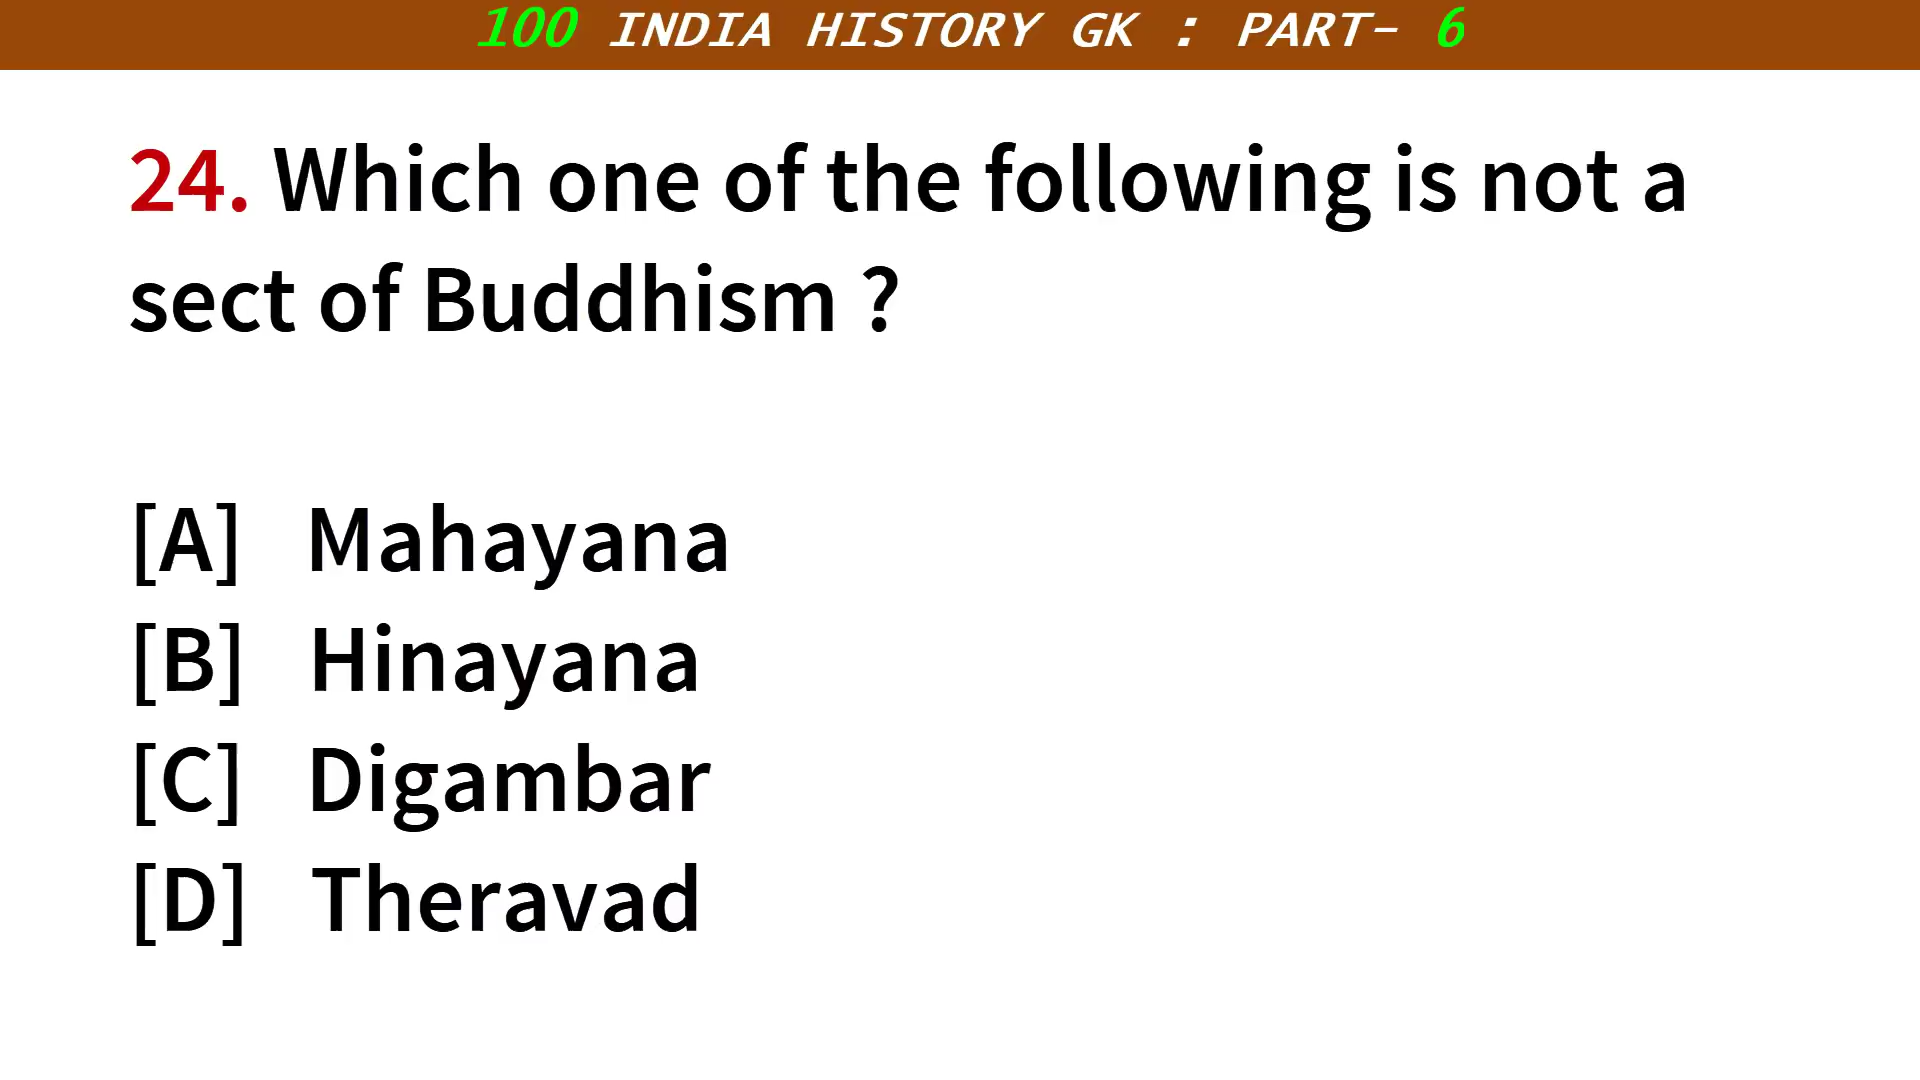 100 INDIA HISTORY GK : PART- 6
24. Which one of the following is not a
sect of Buddhism ?
[A] Mahayana
[B] Hinayana
[C] Digambar
[D] Theravad